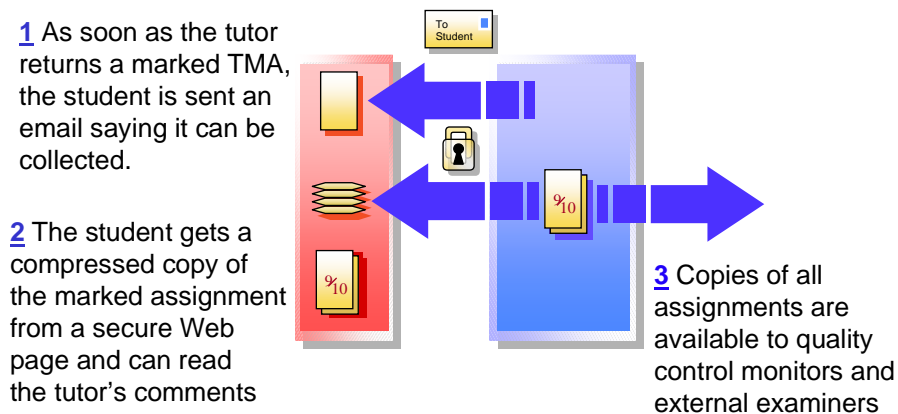 1 As soon as the tutor
returns a marked TMA,
the student is sent an
email saying it can be
collected.
To
Student
2 The student gets a
compressed copy of
the marked assignment
from a secure Web
page and can read
the tutor’s comments
9/10
9/10
3 Copies of all
assignments are
available to quality
control monitors and
external examiners